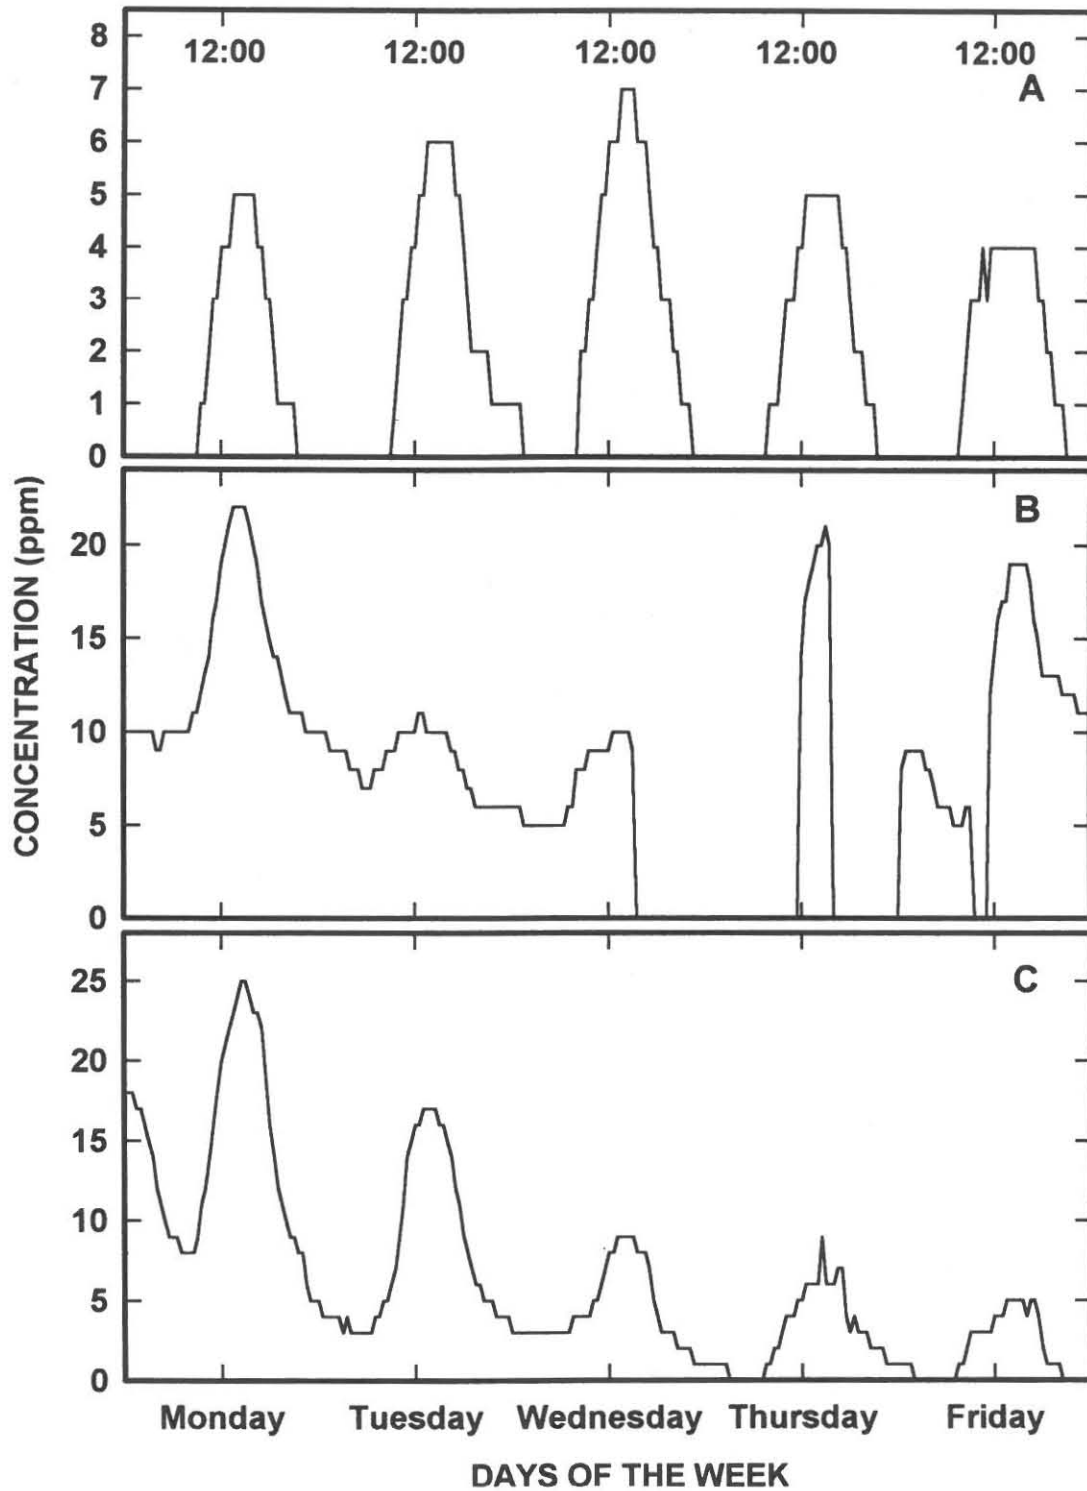 8
12:00 12:00 12:00 12:00 12:00
A
7
6
5
4
3
2
1
0
B
20
15
10
5
0
C
25
20
15
10
5
0
CONCENTRATION (ppm)
Monday Tuesday Wednesday Thursday Friday
DAYS OF THE WEEK